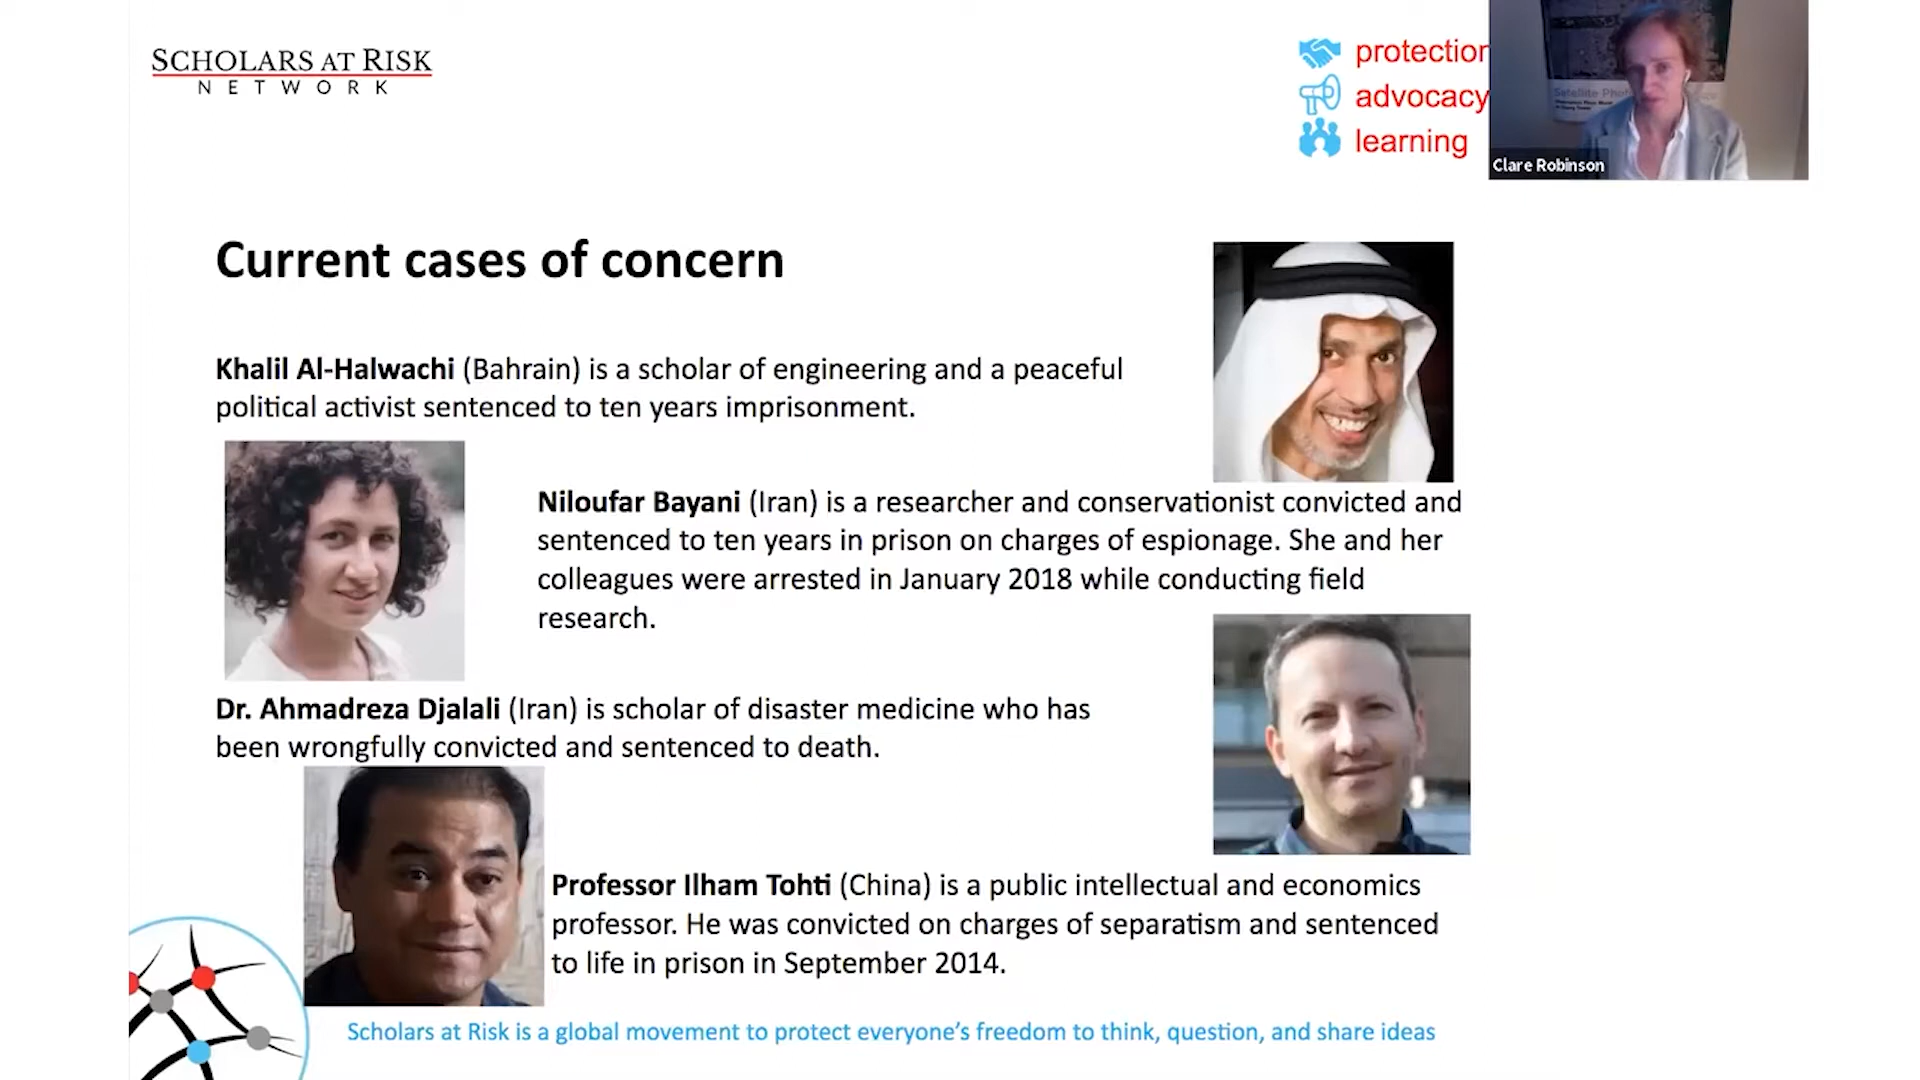 SCHOLARS AT RISK
NETWORK
protection
advocacy
learning
Satellite
Clare Robinson
Current cases of concern
Khalil Al-Halwachi (Bahrain) is a scholar of engineering and a peaceful
political activist sentenced to ten years imprisonment.
Niloufar Bayani (Iran) is a researcher and conservationist convicted and
sentenced to ten years in prison on charges of espionage. She and her
colleagues were arrested in January 2018 while conducting field
research.
Dr. Ahmadreza Djalali (Iran) is scholar of disaster medicine who has
been wrongfully convicted and sentenced to death.
Professor Ilham Tohti (China) is a public intellectual and economics
professor. He was convicted on charges of separatism and sentenced
to life in prison in September 2014.
Scholars at Risk is a global movement to protect everyone’s freedom to think, question, and share ideas